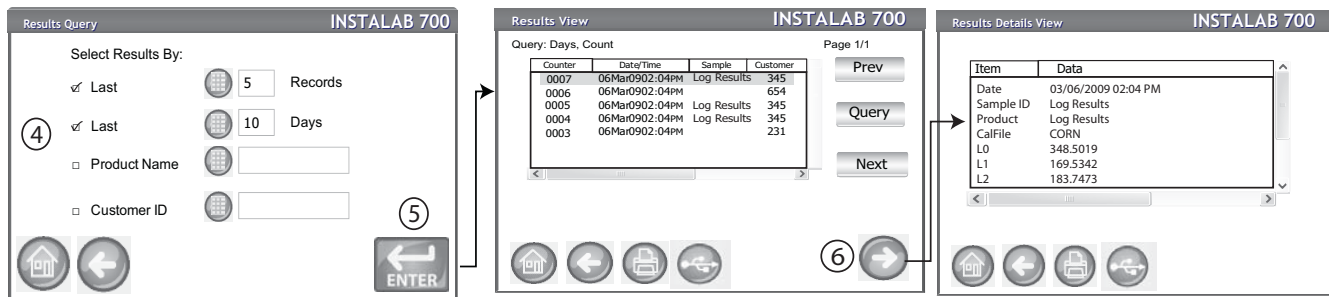 Results Query INSTALAB 700
Select Results By:
Last 5 Records
④ Last 10 Days
Product Name
Customer ID
⑤
ENTER
Results View INSTALAB 700
Query: Days, Count Page 1/1
Counter Date/Time Sample Customer
0007 06Mar0902:04PM Log Results 345
0006 06Mar0902:04PM 654
0005 06Mar0902:04PM Log Results 345
0004 06Mar0902:04PM Log Results 345
0003 06Mar0902:04PM 231
Prev
Query
Next
⑥
Results Details View INSTALAB 700
Item Data
Date 03/06/2009 02:04 PM
Sample ID Log Results
Product Log Results
CalFile CORN
L0 348.5019
L1 169.5342
L2 183.7473